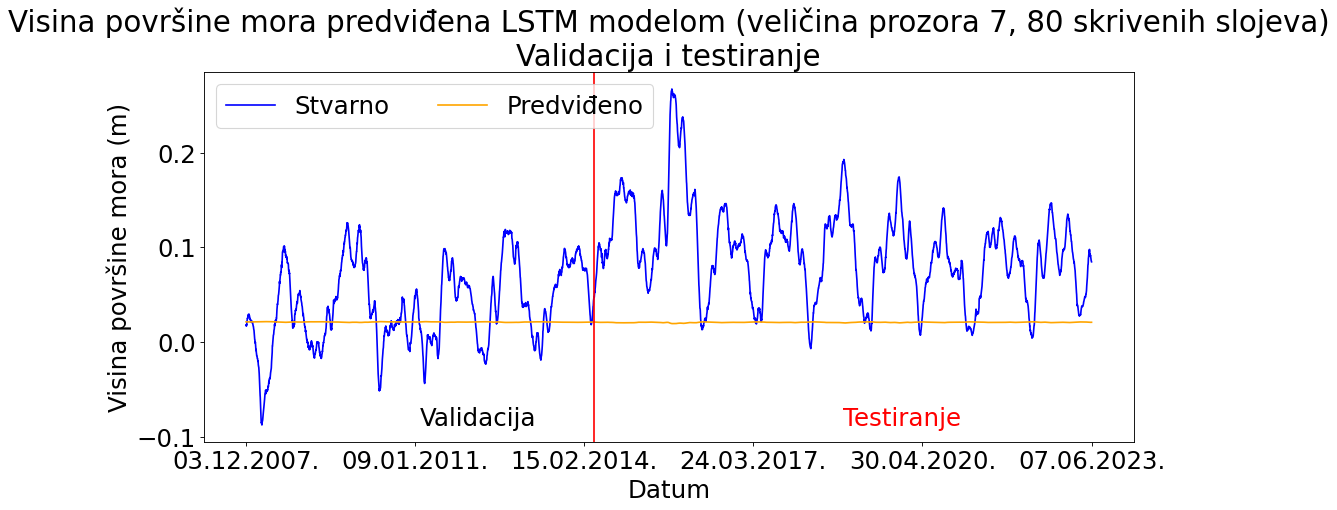 Visina površine mora predviđena LSTM modelom (veličina prozora 7, 80 skrivenih slojeva)
Validacija i testiranje
Stvarno Predviđeno
Visina površine mora (m)
0.2
0.1
0.0
−0.1
Validacija Testiranje
03.12.2007. 09.01.2011. 15.02.2014. 24.03.2017. 30.04.2020. 07.06.2023.
Datum